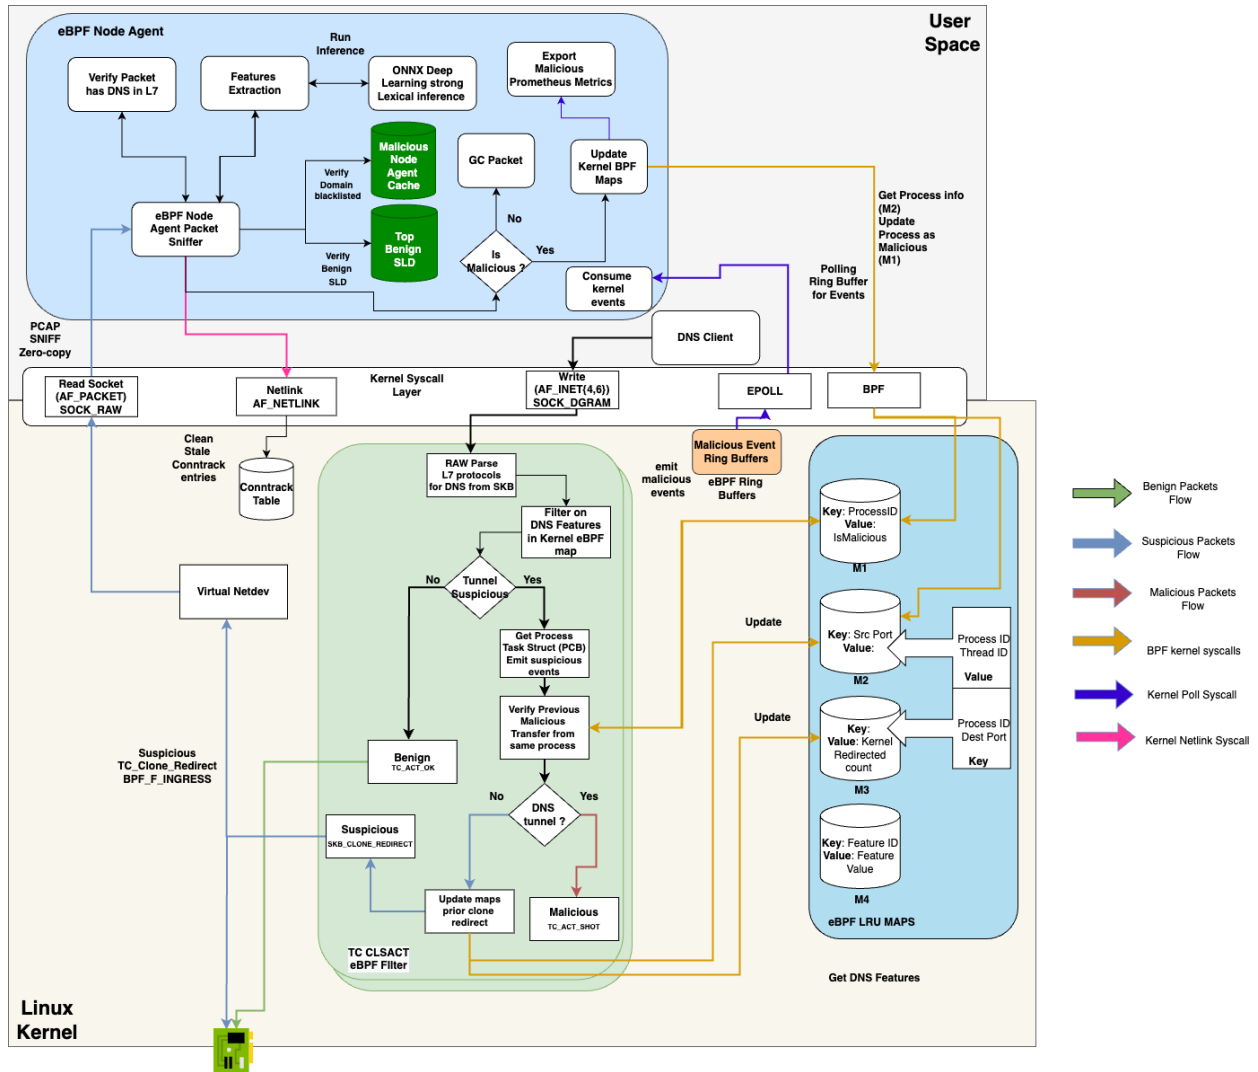 User
Space
eBPF Node Agent
Run
Inference
Verify Packet
has DNS in L7
Features
Extraction
ONNX Deep
Learning strong
Lexical inference
Export
Malicious
Prometheus Metrics
Malicious
Node
Agent
Cache
GC Packet
Update
Kernel BPF
Maps
Verify
Domain
blacklisted
eBPF Node
Agent Packet
Sniffer
Top
Benign
SLD
Verify
Benign
SLD
No
Yes
Is
Malicious ?
Consume
kernel
events
Get Process info
(M2)
Update
Process as
Malicious
(M1)
Polling
Ring Buffer
for Events
PCAP
SNIFF
Zero-copy
DNS Client
Read Socket
(AF_PACKET)
SOCK_RAW
Netlink
AF_NETLINK
Kernel Syscall
Layer
Write
(AF_INET{4,6})
SOCK_DGRAM
EPOLL
BPF
Clean
Stale
Conntrack
entries
Conntrack
Table
RAW Parse
L7 protocols
for DNS from SKB
emit
malicious
events
Malicious Event
Ring Buffers
eBPF Ring
Buffers
Filter on
DNS Features
in Kernel eBPF
map
Key: ProcessID
Value:
IsMalicious
M1
Benign Packets
Flow
Suspicious Packets
Flow
Malicious Packets
Flow
BPF kernel syscalls
Kernel Poll Syscall
Kernel Netlink Syscall
Virtual Netdev
No
Tunnel
Suspicious
Yes
Get Process
Task Struct (PCB)
Emit suspicious
events
Update
Key: Src Port
Value:
M2
Process ID
Thread ID
Value
Verify Previous
Malicious
Transfer from
same process
Update
Key:
Value: Kernel
Redirected
count
M3
Process ID
Dest Port
Key
Suspicious
TC_Clone_Redirect
BPF_F_INGRESS
Benign
TC_ACT_OK
No
Yes
DNS
tunnel ?
Suspicious
SKB_CLONE_REDIRECT
Key: Feature ID
Value: Feature
Value
M4
Update maps
prior clone
redirect
Malicious
TC_ACT_SHOT
eBPF LRU MAPS
TC CLSACT
eBPF FIlter
Get DNS Features
Linux
Kernel